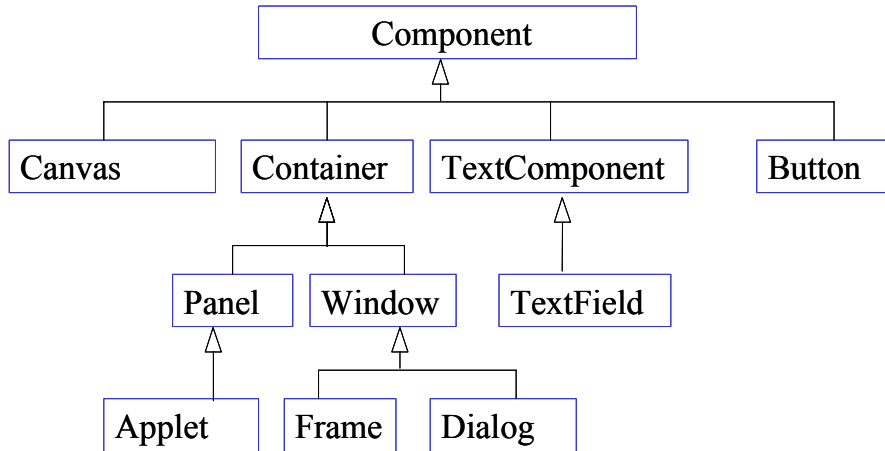 Component
Canvas
Container
TextComponent
Button
Panel
Window
TextField
Applet
Frame
Dialog